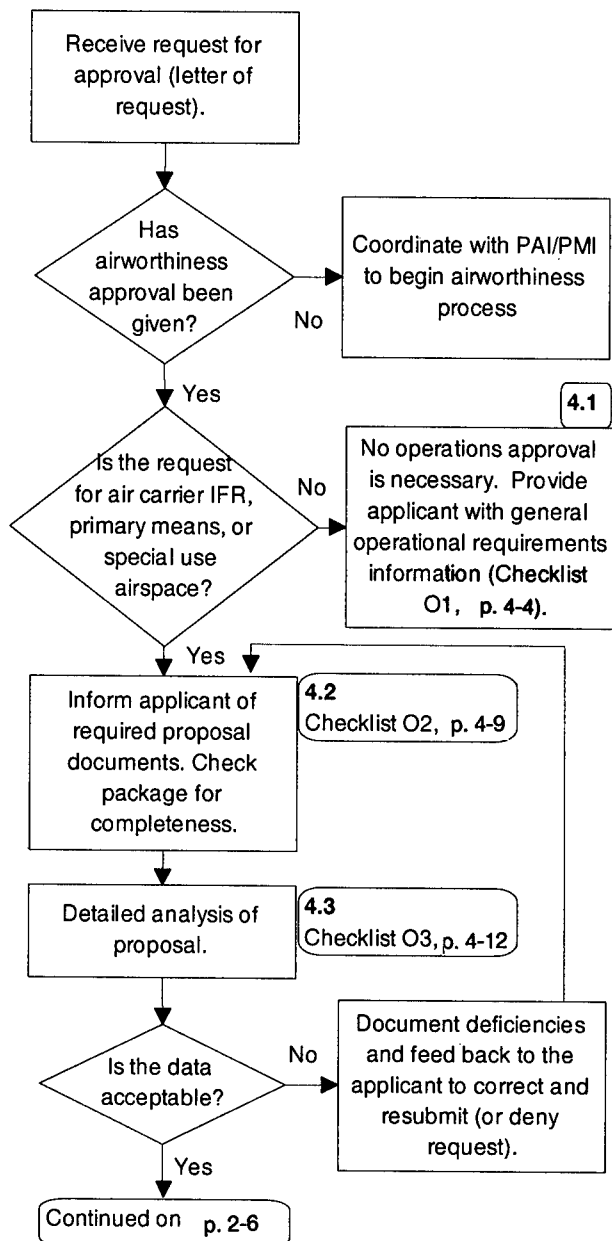 Receive request for
approval (letter of
request).
Has
airworthiness
approval been
given?
No
Coordinate with PAI/PMI
to begin airworthiness
process
Yes
4.1
Is the request
for air carrier IFR,
primary means, or
special use
airspace?
No
No operations approval
is necessary. Provide
applicant with general
operational requirements
information (Checklist
O1, p. 4-4).
Yes
Inform applicant of
required proposal
documents. Check
package for
completeness.
4.2
Checklist O2, p. 4-9
Detailed analysis of
proposal.
4.3
Checklist O3, p. 4-12
Is the data
acceptable?
No
Document deficiencies
and feed back to the
applicant to correct and
resubmit (or deny
request).
Yes
Continued on p. 2-6